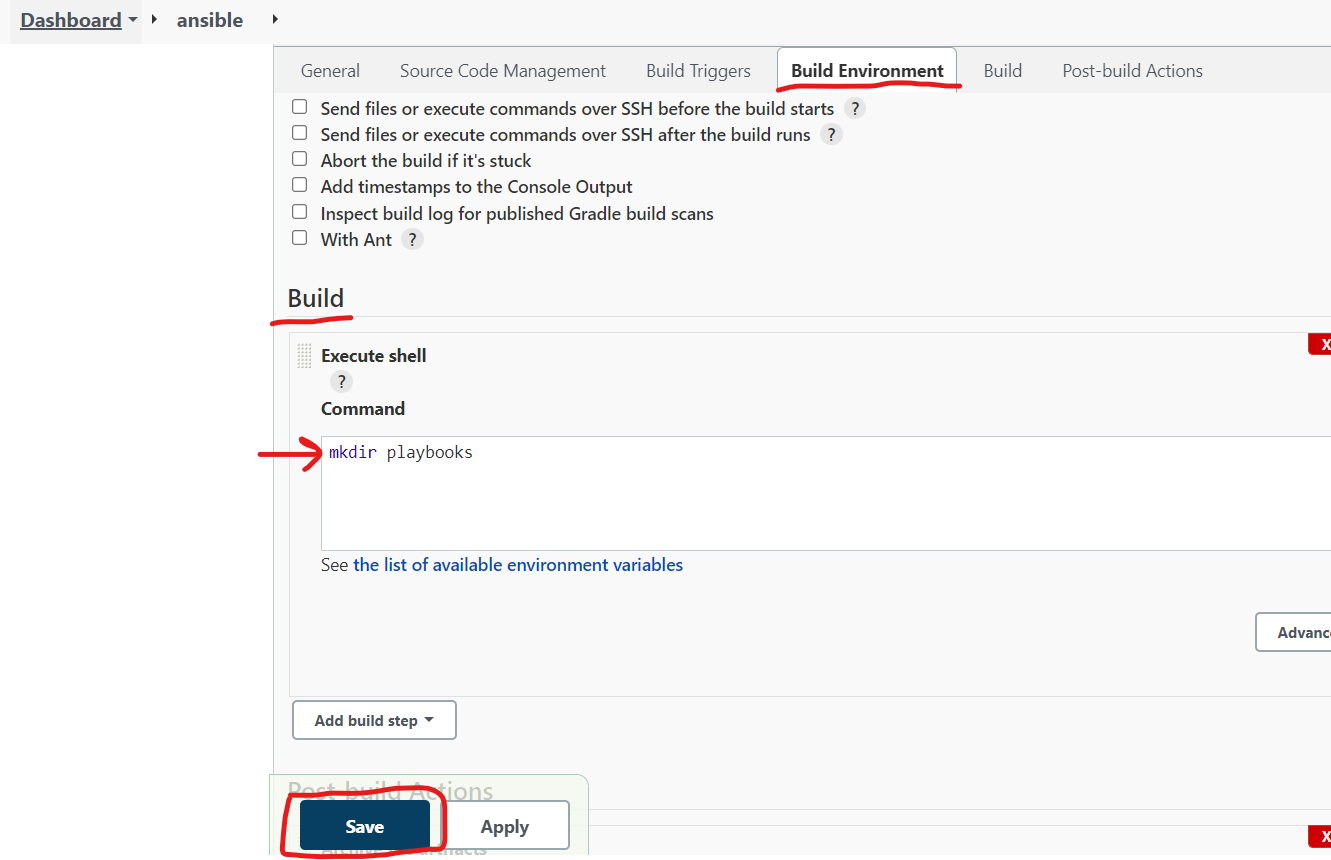 Dashboard ansible
General Source Code Management Build Triggers Build Environment Build Post-build Actions
Send files or execute commands over SSH before the build starts ?
Send files or execute commands over SSH after the build runs ?
Abort the build if it's stuck
Add timestamps to the Console Output
Inspect build log for published Gradle build scans
With Ant ?
Build
X
Execute shell
?
Command
mkdir playbooks
See the list of available environment variables
Advanc
Add build step
Post-build Actions
Save Apply
X